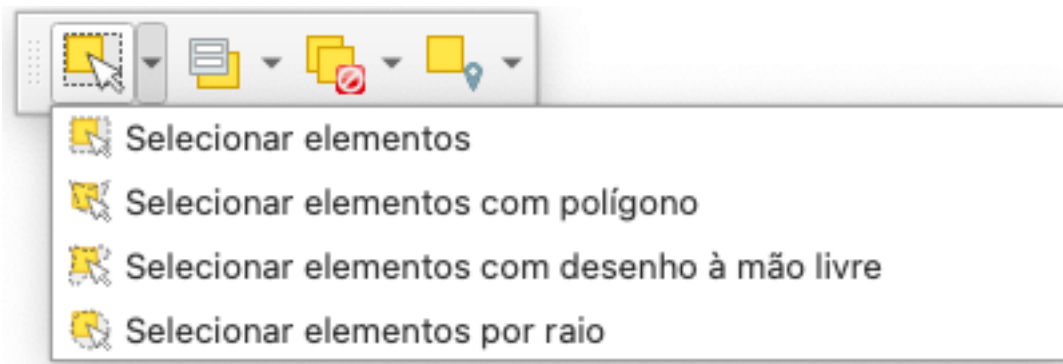 Selecionar elementos
Selecionar elementos com polígono
Selecionar elementos com desenho à mão livre
Selecionar elementos por raio